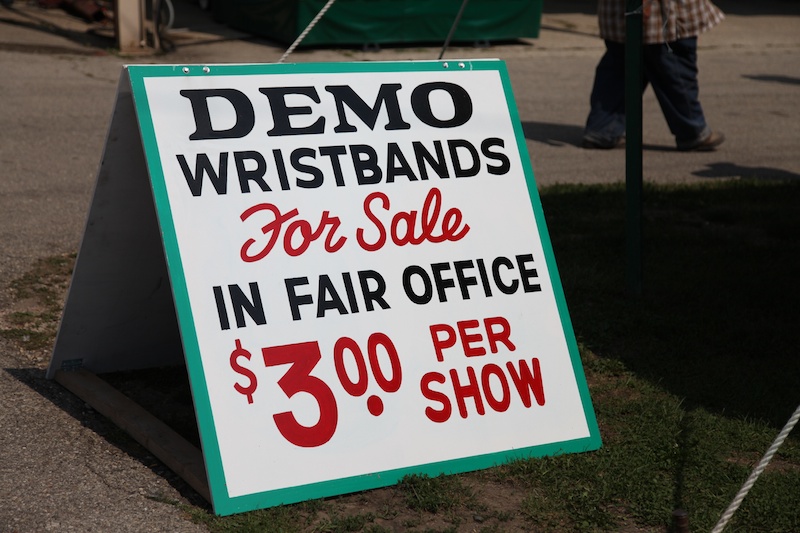 DEMO
WRISTBANDS
For Sale
IN FAIR OFFICE
$3.00 PER
SHOW